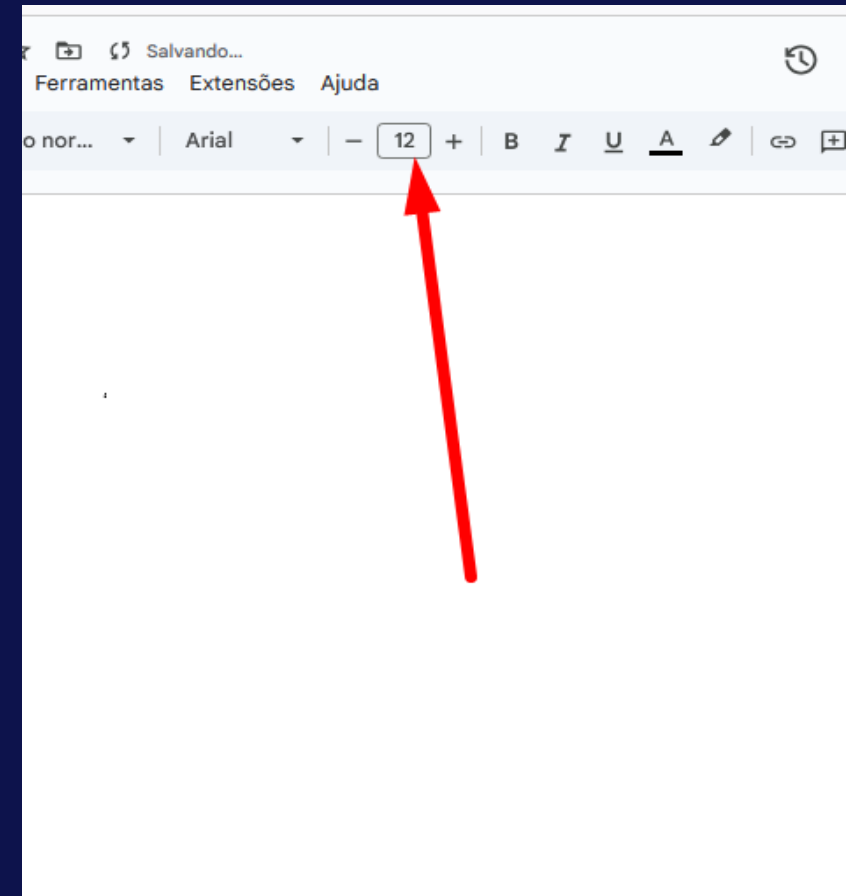 Salvando...
Ferramentas Extensões Ajuda
o nor... Arial − 12 + B I U A